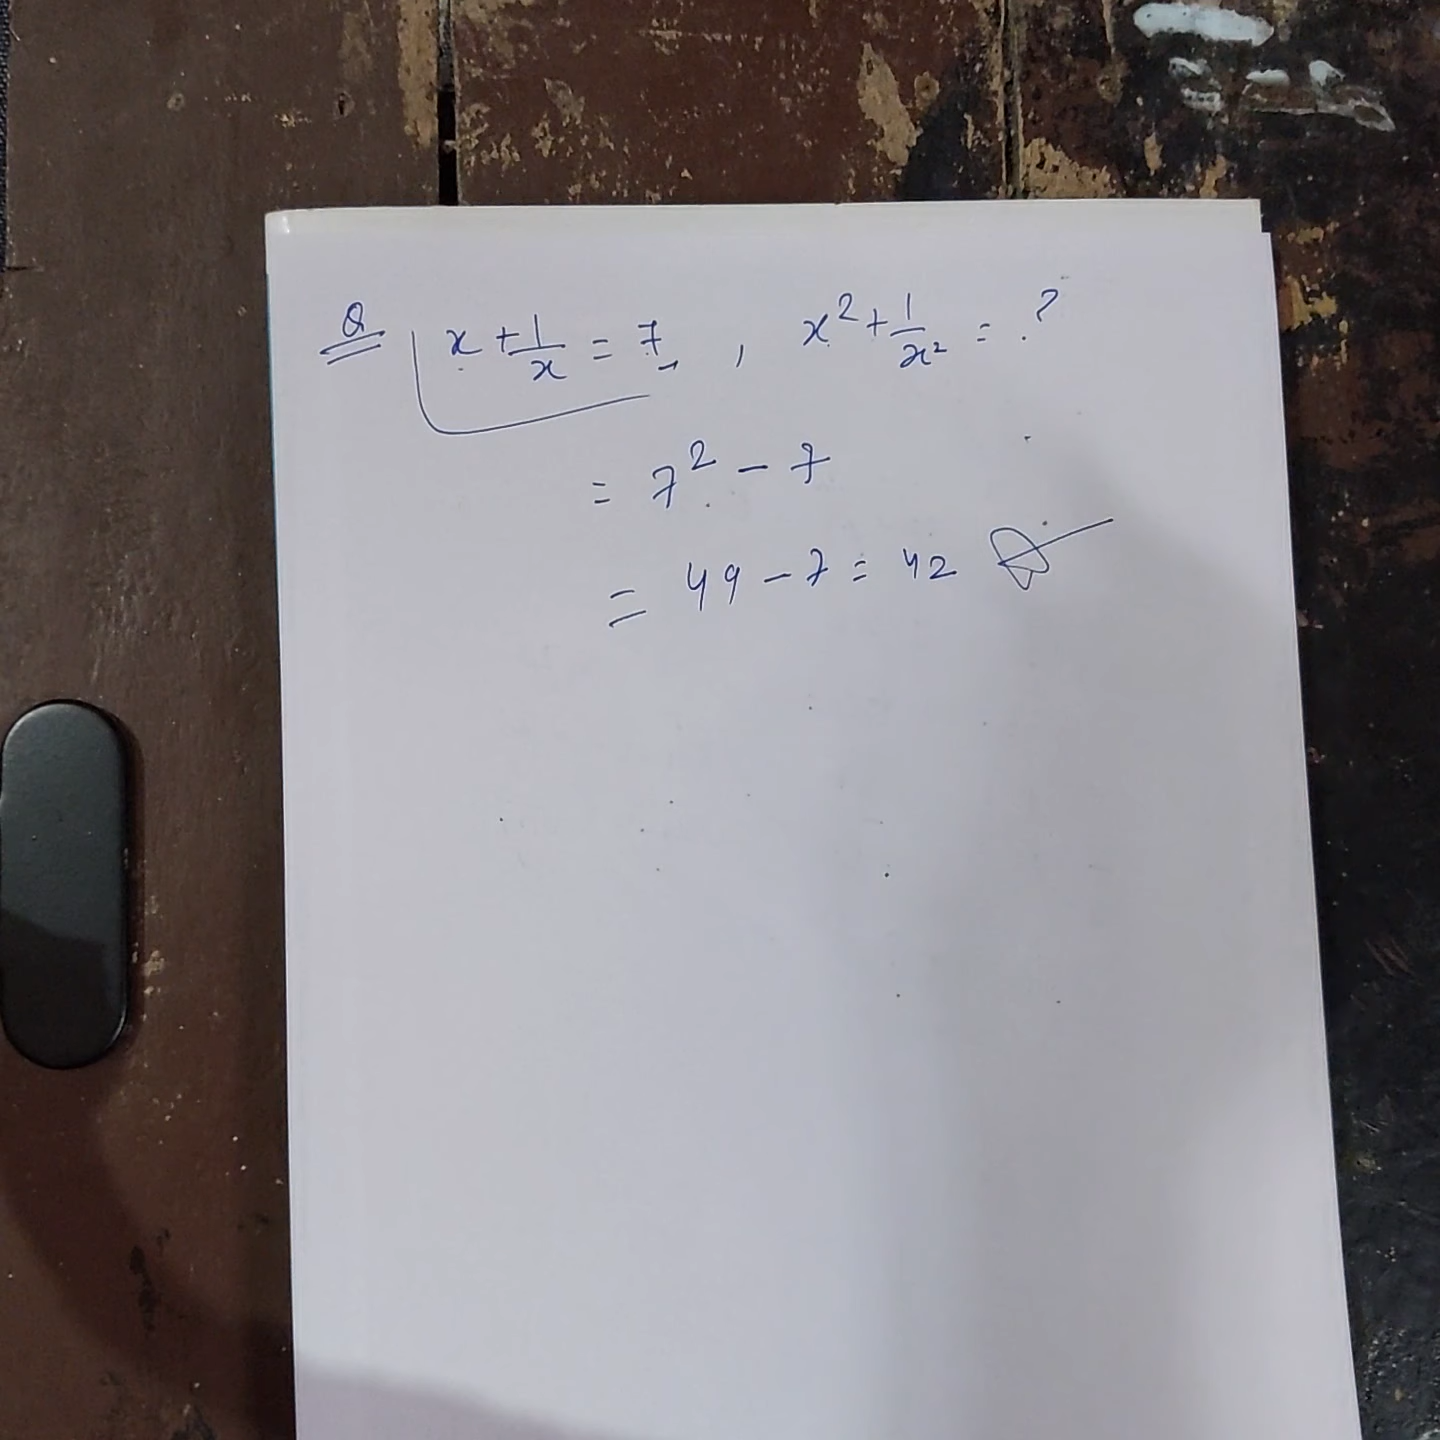 Q x + 1/x = 7 , x² + 1/x² = ?
= 7² - 7
= 49 - 7 = 42